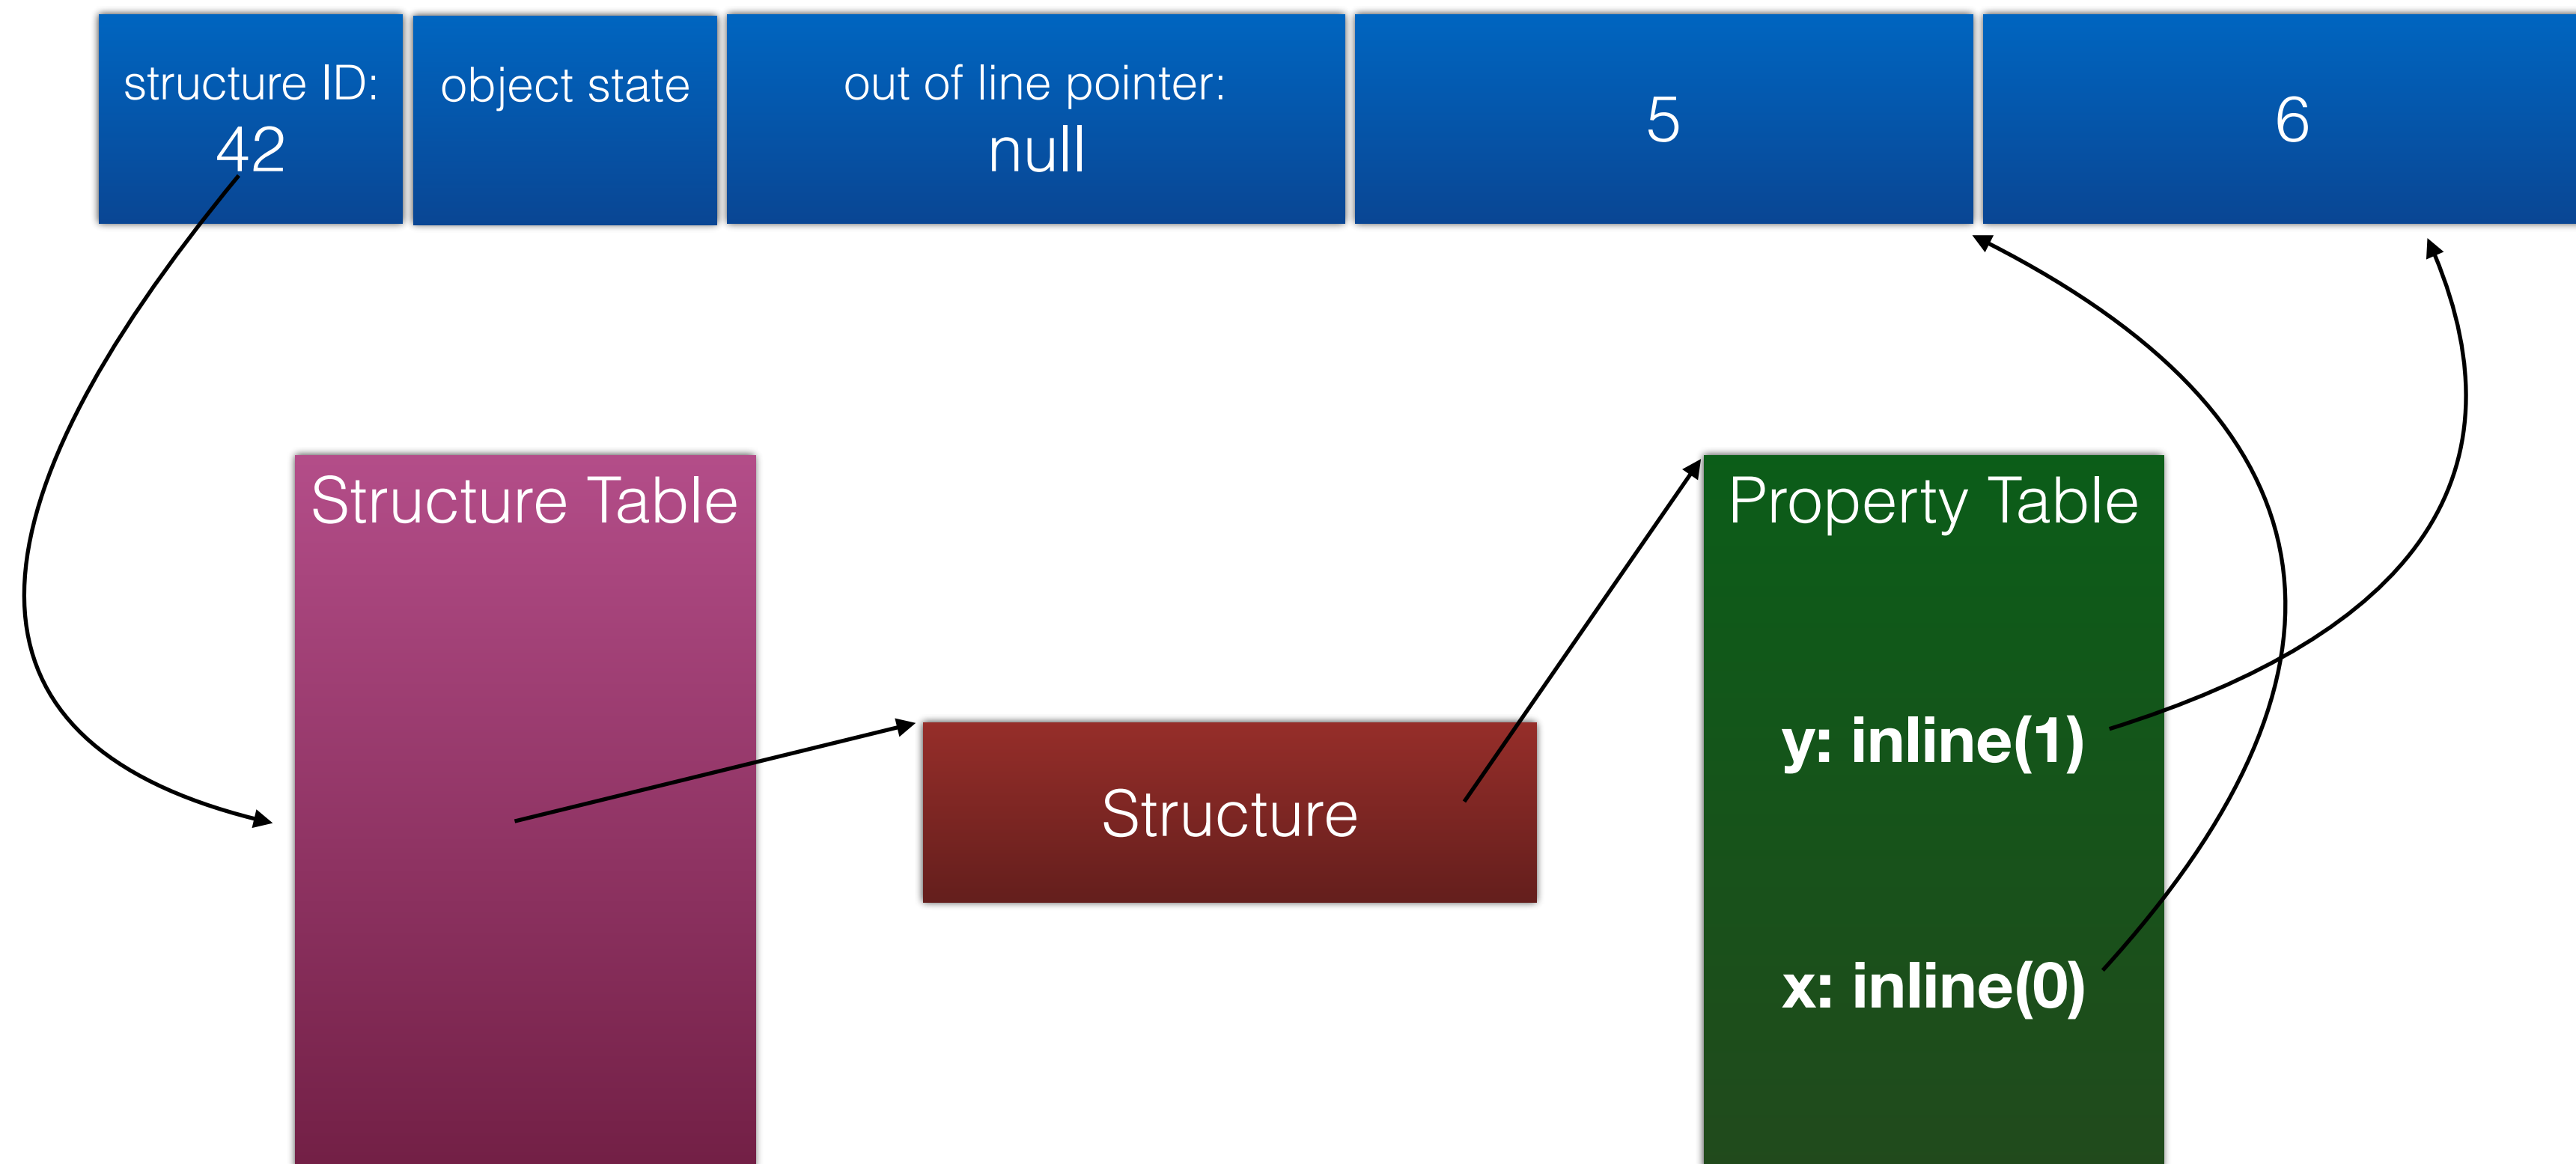 structure ID:
42
object state
out of line pointer:
null
5
6
Structure Table
Structure
Property Table
y: inline(1)
x: inline(0)